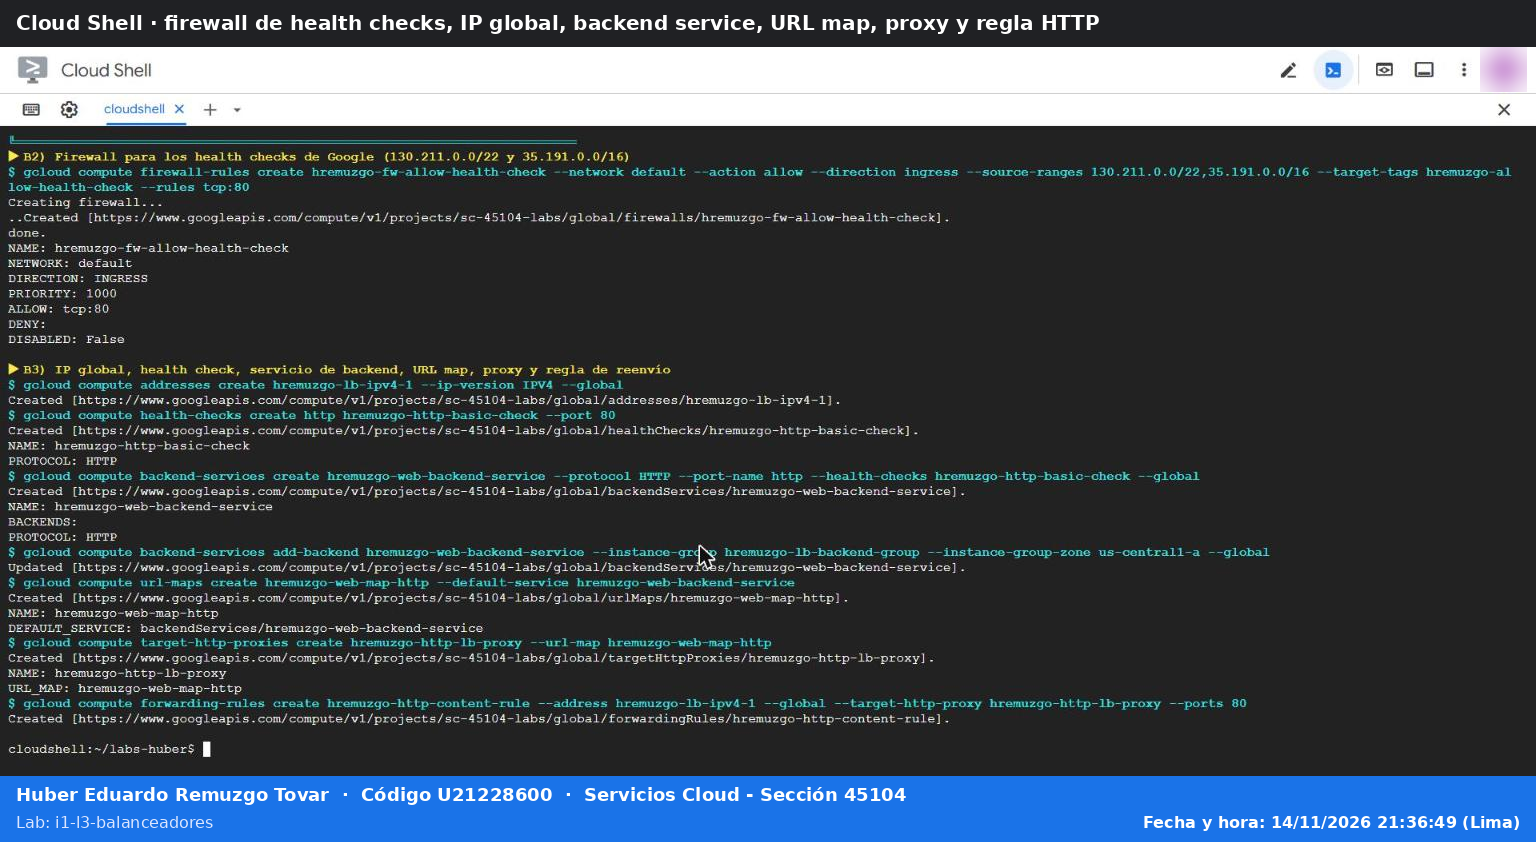 Cloud Shell · firewall de health checks, IP global, backend service, URL map, proxy y regla HTTP
Cloud Shell
cloudshell
▶ B2) Firewall para los health checks de Google (130.211.0.0/22 y 35.191.0.0/16)
$ gcloud compute firewall-rules create hremuzgo-fw-allow-health-check --network default --action allow --direction ingress --source-ranges 130.211.0.0/22,35.191.0.0/16 --target-tags hremuzgo-al
low-health-check --rules tcp:80
Creating firewall...
..Created [https://www.googleapis.com/compute/v1/projects/sc-45104-labs/global/firewalls/hremuzgo-fw-allow-health-check].
done.
NAME: hremuzgo-fw-allow-health-check
NETWORK: default
DIRECTION: INGRESS
PRIORITY: 1000
ALLOW: tcp:80
DENY:
DISABLED: False
▶ B3) IP global, health check, servicio de backend, URL map, proxy y regla de reenvío
$ gcloud compute addresses create hremuzgo-lb-ipv4-1 --ip-version IPV4 --global
Created [https://www.googleapis.com/compute/v1/projects/sc-45104-labs/global/addresses/hremuzgo-lb-ipv4-1].
$ gcloud compute health-checks create http hremuzgo-http-basic-check --port 80
Created [https://www.googleapis.com/compute/v1/projects/sc-45104-labs/global/healthChecks/hremuzgo-http-basic-check].
NAME: hremuzgo-http-basic-check
PROTOCOL: HTTP
$ gcloud compute backend-services create hremuzgo-web-backend-service --protocol HTTP --port-name http --health-checks hremuzgo-http-basic-check --global
Created [https://www.googleapis.com/compute/v1/projects/sc-45104-labs/global/backendServices/hremuzgo-web-backend-service].
NAME: hremuzgo-web-backend-service
BACKENDS:
PROTOCOL: HTTP
$ gcloud compute backend-services add-backend hremuzgo-web-backend-service --instance-group hremuzgo-lb-backend-group --instance-group-zone us-central1-a --global
Updated [https://www.googleapis.com/compute/v1/projects/sc-45104-labs/global/backendServices/hremuzgo-web-backend-service].
$ gcloud compute url-maps create hremuzgo-web-map-http --default-service hremuzgo-web-backend-service
Created [https://www.googleapis.com/compute/v1/projects/sc-45104-labs/global/urlMaps/hremuzgo-web-map-http].
NAME: hremuzgo-web-map-http
DEFAULT_SERVICE: backendServices/hremuzgo-web-backend-service
$ gcloud compute target-http-proxies create hremuzgo-http-lb-proxy --url-map hremuzgo-web-map-http
Created [https://www.googleapis.com/compute/v1/projects/sc-45104-labs/global/targetHttpProxies/hremuzgo-http-lb-proxy].
NAME: hremuzgo-http-lb-proxy
URL_MAP: hremuzgo-web-map-http
$ gcloud compute forwarding-rules create hremuzgo-http-content-rule --address hremuzgo-lb-ipv4-1 --global --target-http-proxy hremuzgo-http-lb-proxy --ports 80
Created [https://www.googleapis.com/compute/v1/projects/sc-45104-labs/global/forwardingRules/hremuzgo-http-content-rule].
cloudshell:~/labs-huber$
Huber Eduardo Remuzgo Tovar · Código U21228600 · Servicios Cloud - Sección 45104
Lab: i1-l3-balanceadores
Fecha y hora: 14/11/2026 21:36:49 (Lima)